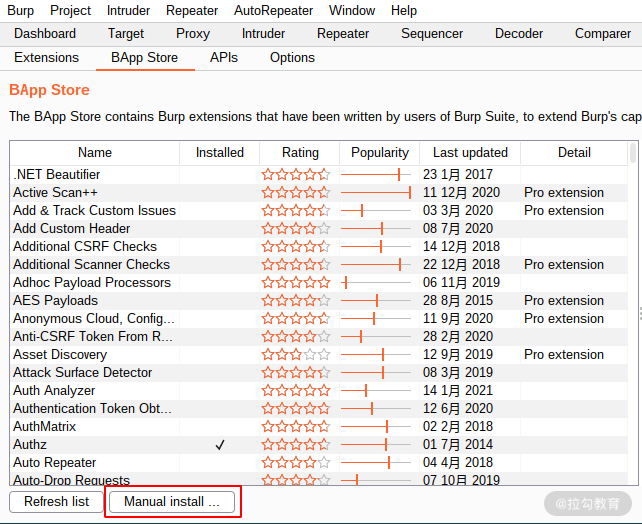 Burp Project Intruder Repeater AutoRepeater Window Help
Dashboard Target Proxy Intruder Repeater Sequencer Decoder Comparer
Extensions BApp Store APIs Options
BApp Store
The BApp Store contains Burp extensions that have been written by users of Burp Suite, to extend Burp's cap
Name Installed Rating Popularity Last updated Detail
.NET Beautifier 23 1月 2017
Active Scan++ 11 12月 2020 Pro extension
Add & Track Custom Issues 03 3月 2020 Pro extension
Add Custom Header 08 7月 2020
Additional CSRF Checks 14 12月 2018
Additional Scanner Checks 22 12月 2018 Pro extension
Adhoc Payload Processors 06 11月 2019
AES Payloads 28 8月 2015 Pro extension
Anonymous Cloud, Config... 11 9月 2020 Pro extension
Anti-CSRF Token From R... 28 2月 2020
Asset Discovery 12 9月 2019 Pro extension
Attack Surface Detector 08 3月 2019
Auth Analyzer 14 1月 2021
Authentication Token Obt... 12 6月 2020
AuthMatrix 02 2月 2018
Authz ✓ 01 7月 2014
Auto Repeater 04 4月 2018
Auto-Drop Requests 07 10月 2019
Refresh list Manual install ...
@拉勾教育